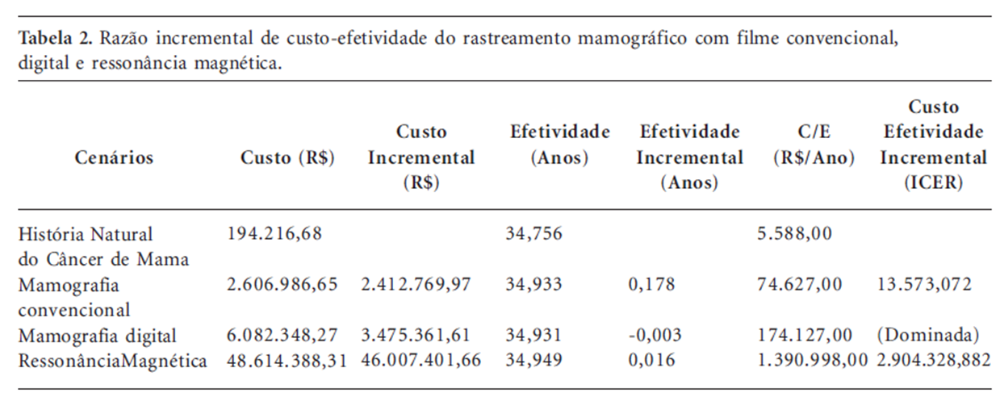 Tabela 2. Razão incremental de custo-efetividade do rastreamento mamográfico com filme convencional,
digital e ressonância magnética.
Cenários Custo (R$) Custo Incremental (R$) Efetividade (Anos) Efetividade Incremental (Anos) C/E (R$/Ano) Custo Efetividade Incremental (ICER)
História Natural do Câncer de Mama 194.216,68 34,756 5.588,00
Mamografia convencional 2.606.986,65 2.412.769,97 34,933 0,178 74.627,00 13.573,072
Mamografia digital 6.082.348,27 3.475.361,61 34,931 -0,003 174.127,00 (Dominada)
RessonânciaMagnética 48.614.388,31 46.007.401,66 34,949 0,016 1.390.998,00 2.904.328,882